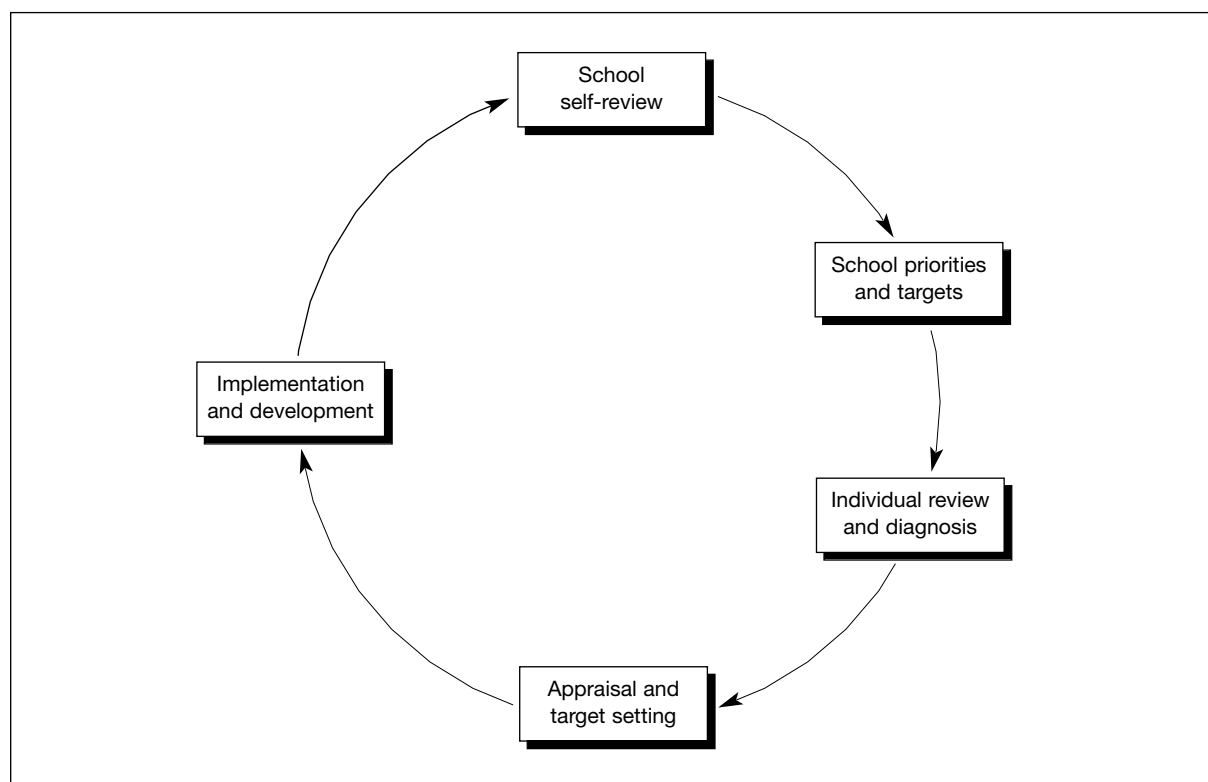 School
self-review
School priorities
and targets
Individual review
and diagnosis
Appraisal and
target setting
Implementation
and development